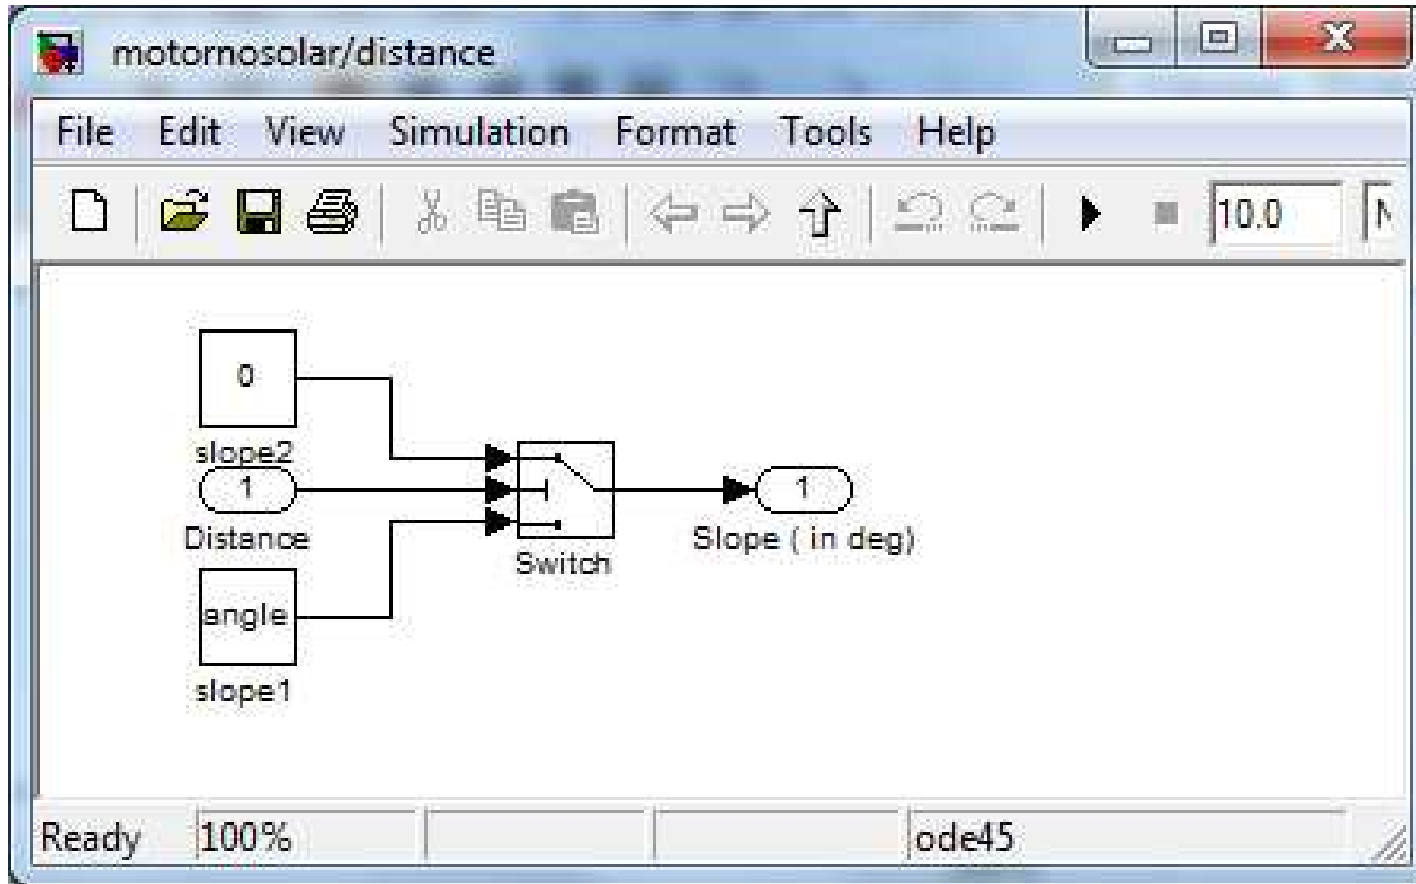 motornosolar/distance
File Edit View Simulation Format Tools Help
10.0 N
0
slope2
1
Distance
angle
slope1
Switch
1
Slope ( in deg)
Ready 100% ode45